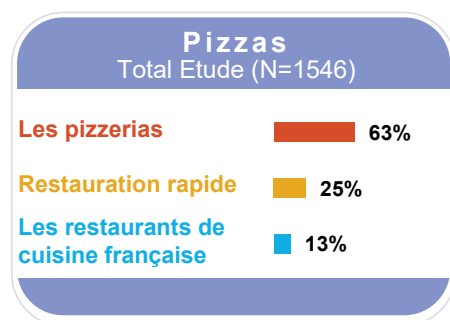 Pizzas
Total Etude (N=1546)
Les pizzerias 63%
Restauration rapide 25%
Les restaurants de
cuisine française 13%